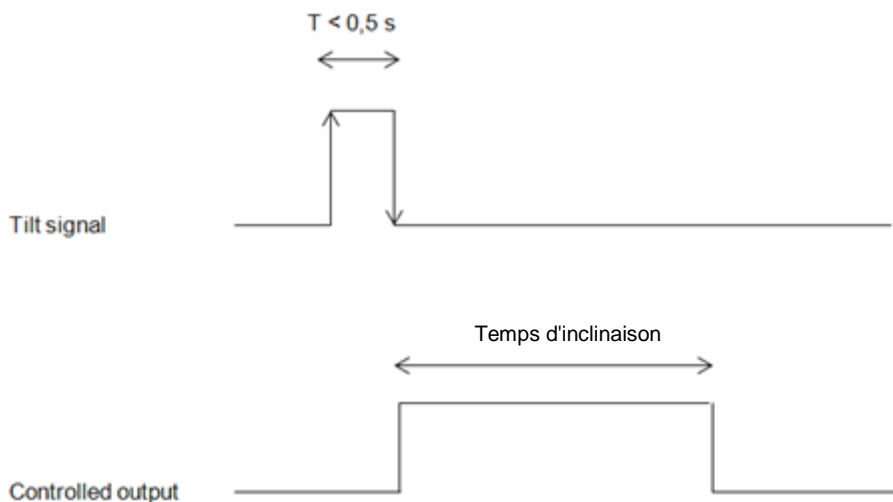 T < 0,5 s
Tilt signal
Temps d'inclinaison
Controlled output